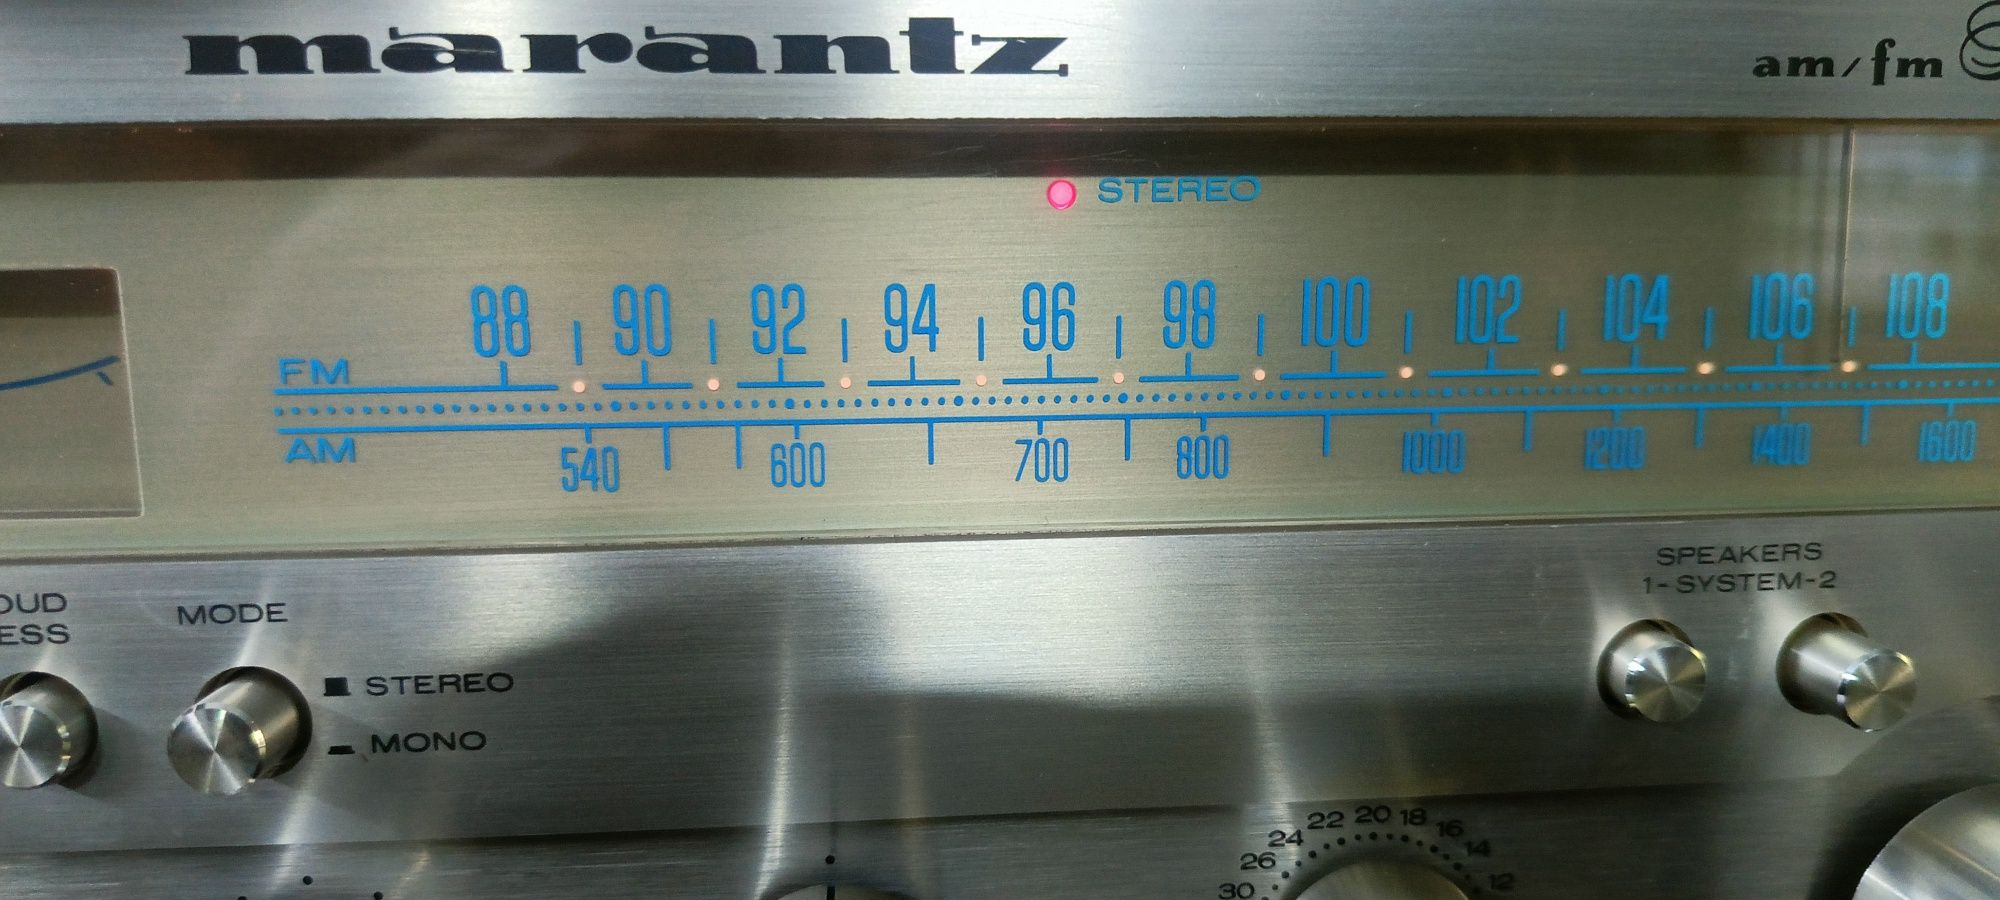 marantz
am/fm
STEREO
88 90 92 94 96 98 100 102 104 106 108
FM
AM
540 600 700 800 1000 1200 1400 1600
SPEAKERS
1-SYSTEM-2
MODE
STEREO
MONO
30 26 24 22 20 18 16 14 12